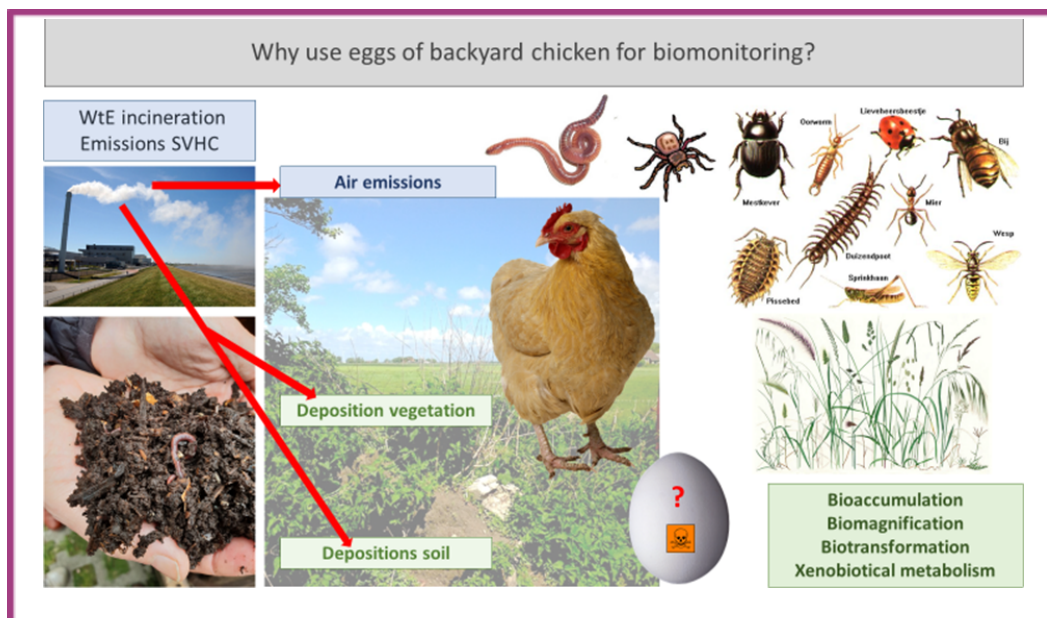 Why use eggs of backyard chicken for biomonitoring?
WtE incineration
Emissions SVHC
Air emissions
Deposition vegetation
Depositions soil
Mestkever
Oorworm
Lieveheersbeestje
Bij
Duizendpoot
Mier
Pissebed
Sprinkhaan
Wesp
?
Bioaccumulation
Biomagnification
Biotransformation
Xenobiotical metabolism